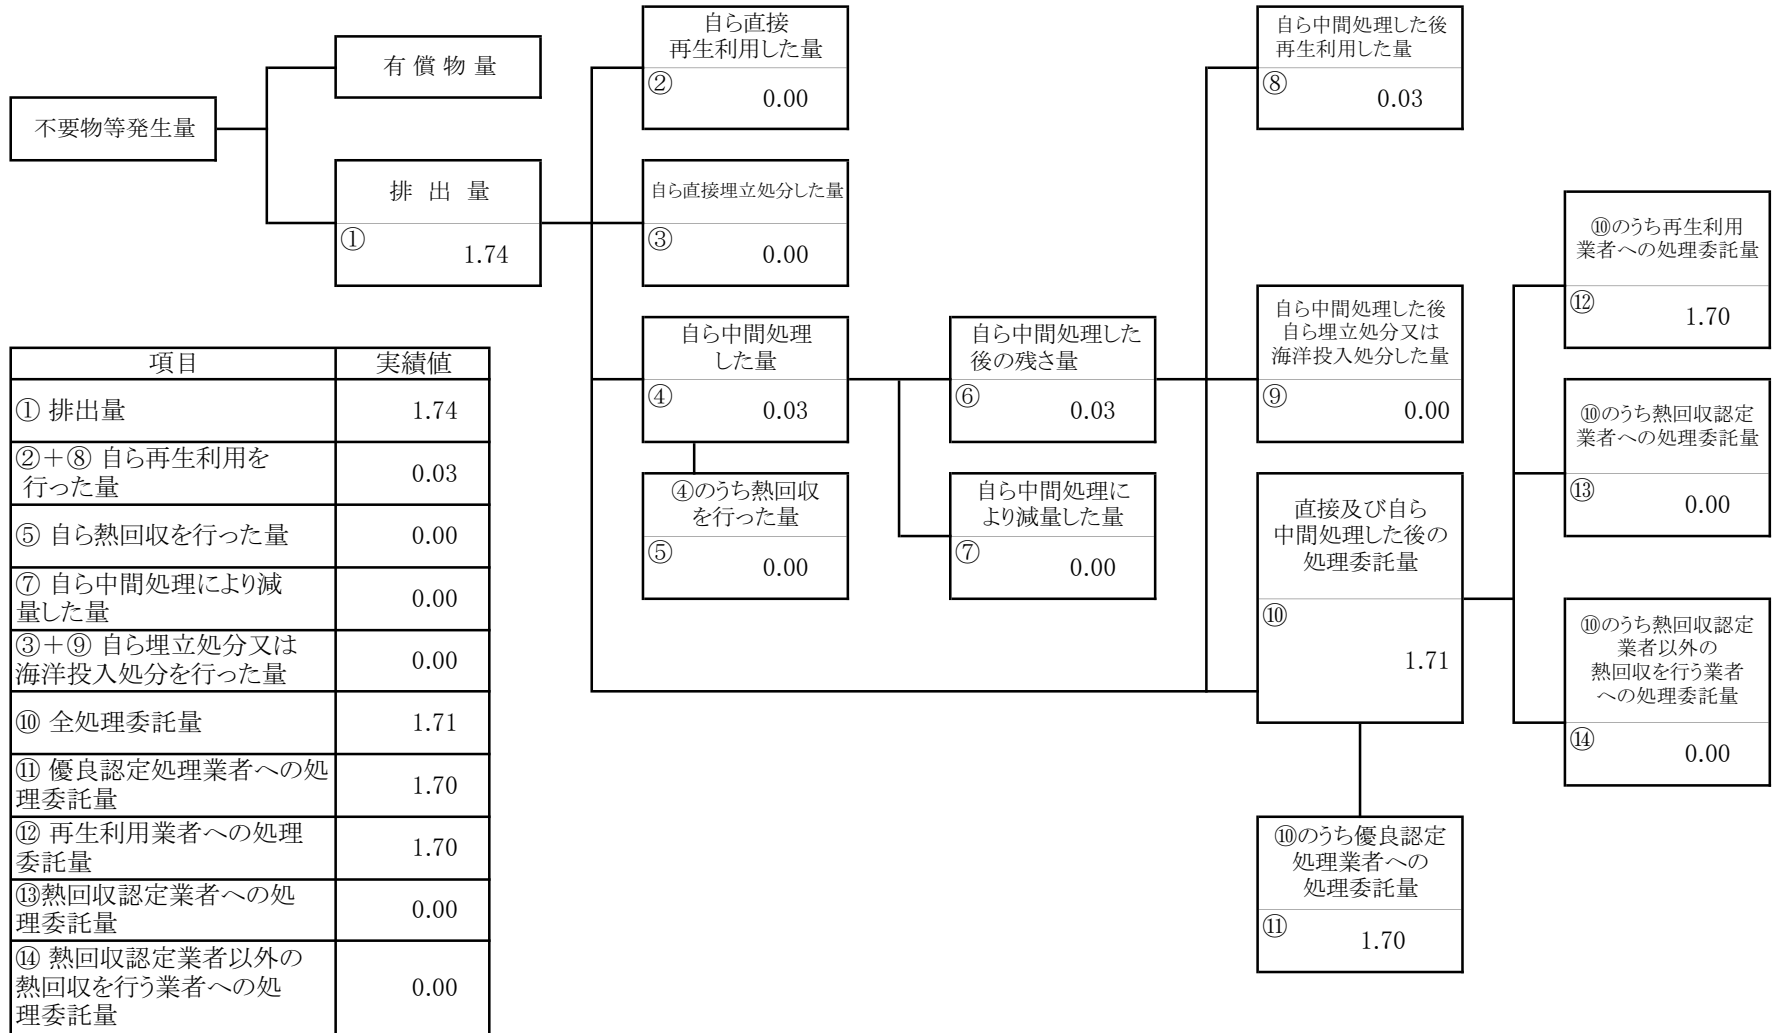 不要物等発生量
有 償 物 量
排 出 量
①
1.74
自ら直接
再生利用した量
②
0.00
自ら直接埋立処分した量
③
0.00
自ら中間処理
した量
④
0.03
④のうち熱回収
を行った量
⑤
0.00
自ら中間処理した
後の残さ量
⑥
0.03
自ら中間処理に
より減量した量
⑦
0.00
自ら中間処理した後
再生利用した量
⑧
0.03
自ら中間処理した後
自ら埋立処分又は
海洋投入処分した量
⑨
0.00
直接及び自ら
中間処理した後の
処理委託量
⑩
1.71
⑩のうち優良認定
処理業者への
処理委託量
⑪
1.70
⑩のうち再生利用
業者への処理委託量
⑫
1.70
⑩のうち熱回収認定
業者への処理委託量
⑬
0.00
⑩のうち熱回収認定
業者以外の
熱回収を行う業者
への処理委託量
⑭
0.00
項目 実績値
① 排出量 1.74
②+⑧ 自ら再生利用を
行った量 0.03
⑤ 自ら熱回収を行った量 0.00
⑦ 自ら中間処理により減
量した量 0.00
③+⑨ 自ら埋立処分又は
海洋投入処分を行った量 0.00
⑩ 全処理委託量 1.71
⑪ 優良認定処理業者への処
理委託量 1.70
⑫ 再生利用業者への処理
委託量 1.70
⑬熱回収認定業者への処
理委託量 0.00
⑭ 熱回収認定業者以外の
熱回収を行う業者への処
理委託量 0.00